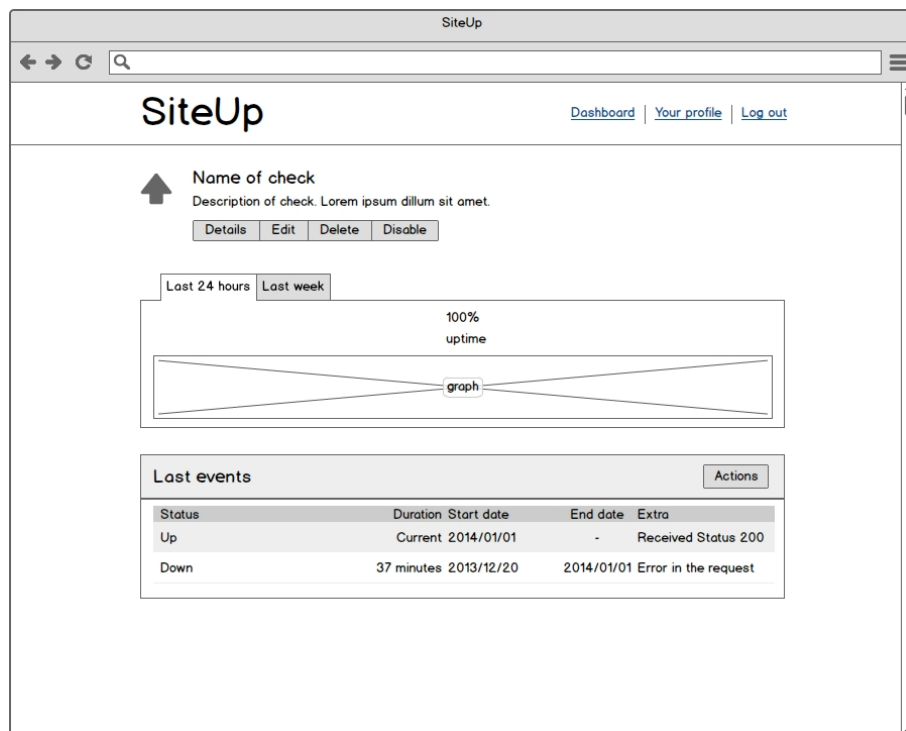 SiteUp
SiteUp
Dashboard Your profile Log out
Name of check
Description of check. Lorem ipsum dillum sit amet.
Details Edit Delete Disable
Last 24 hours Last week
100%
uptime
graph
Last events Actions
Status Duration Start date End date Extra
Up Current 2014/01/01 - Received Status 200
Down 37 minutes 2013/12/20 2014/01/01 Error in the request